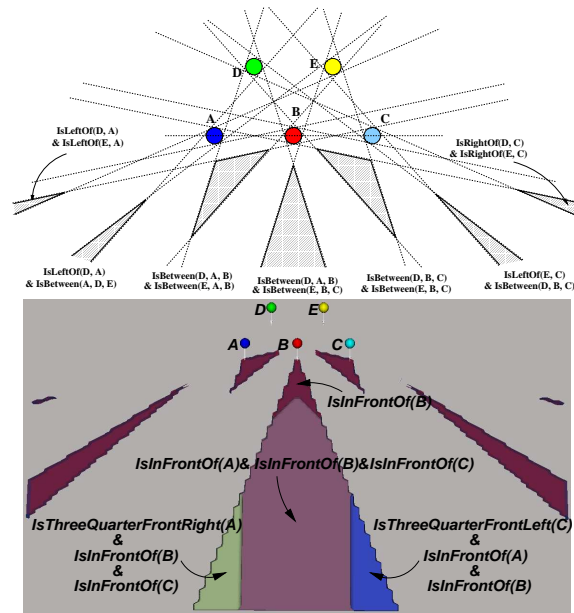 D
E
A
B
C
IsLeftOf(D, A)
& IsLeftOf(E, A)
IsRightOf(D, C)
& IsRightOf(E, C)
IsLeftOf(D, A)
& IsBetween(A, D, E)
IsBetween(D, A, B)
& IsBetween(E, A, B)
IsBetween(D, A, B)
& IsBetween(E, B, C)
IsBetween(D, B, C)
& IsBetween(E, B, C)
IsLeftOf(E, C)
& IsBetween(D, B, C)
D
E
A
B
C
IsInFrontOf(B)
IsInFrontOf(A)& IsInFrontOf(B)&IsInFrontOf(C)
IsThreeQuarterFrontRight(A)
&
IsInFrontOf(B)
&
IsInFrontOf(C)
IsThreeQuarterFrontLeft(C)
&
IsInFrontOf(A)
&
IsInFrontOf(B)